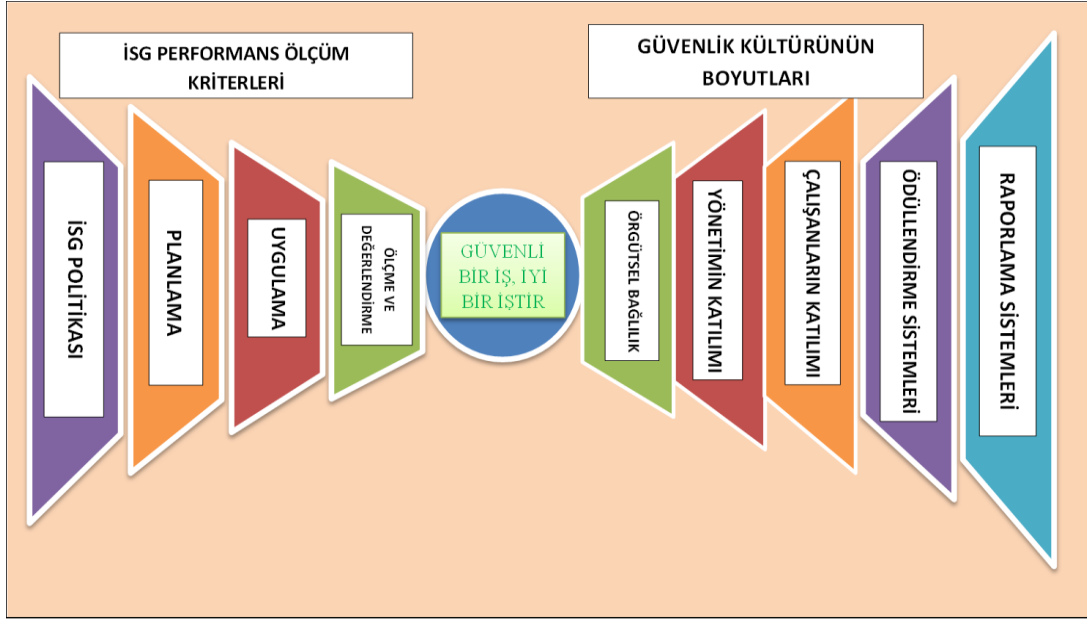 İSG PERFORMANS ÖLÇÜM
KRİTERLERİ
GÜVENLİK KÜLTÜRÜNÜN
BOYUTLARI
İSG POLİTİKASI
PLANLAMA
UYGULAMA
ÖLÇME VE
DEĞERLENDİRME
GÜVENLİ
BİR İŞ, İYİ
BİR İŞTİR
ÖRGÜTSEL BAĞLILIK
YÖNETİMİN KATILIMI
ÇALIŞANLARIN KATILIMI
ÖDÜLLENDİRME SİSTEMLERİ
RAPORLAMA SİSTEMLERİ